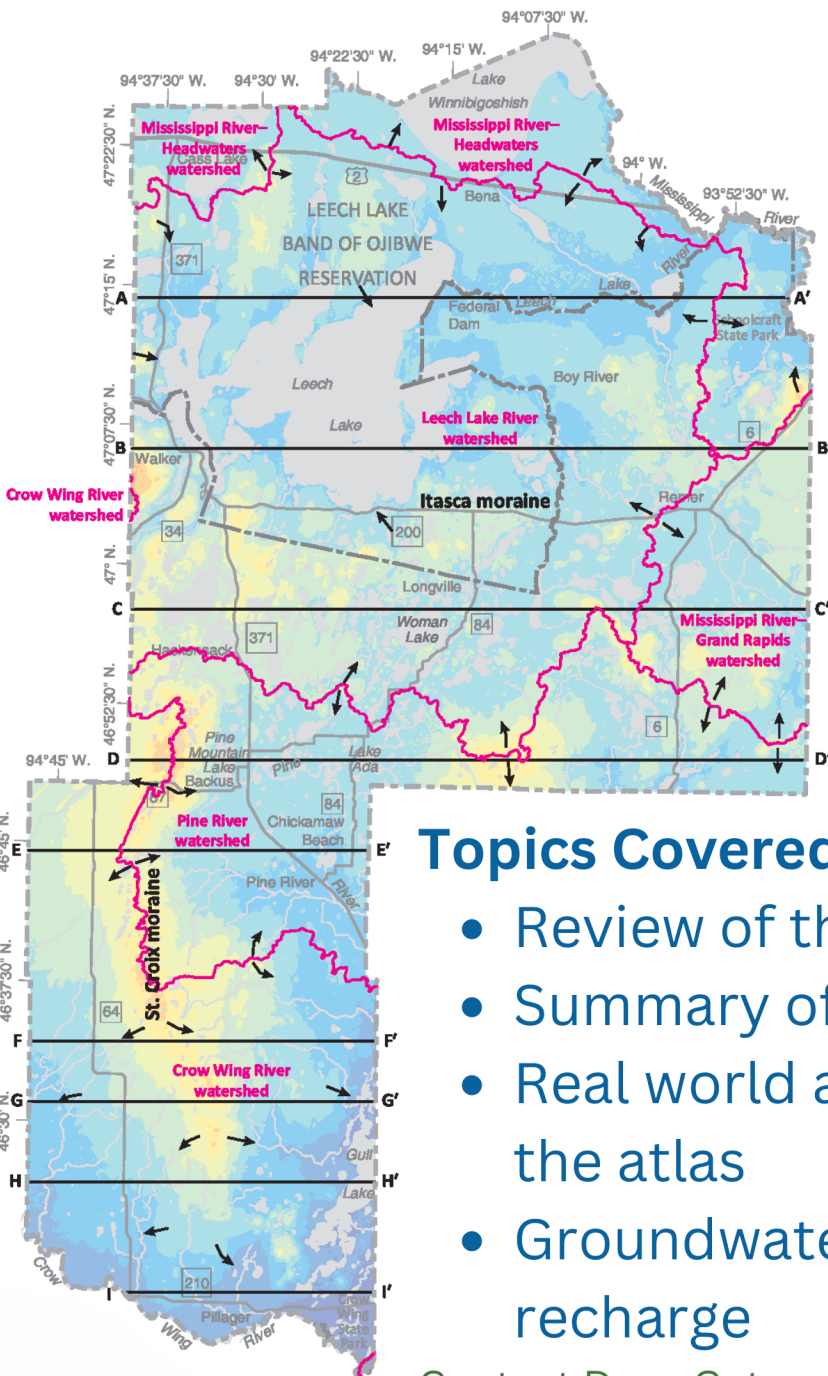 94°07'30" W.
94°15' W.
94°22'30" W.
94°37'30" W.
94°30' W.
Lake
Winnibigoshish
47°22'30" N.
Mississippi River–
Headwaters
watershed
Cass Lake
Mississippi River–
Headwaters
watershed
94° W.
2
Bena
Mississippi
93°52'30" W.
River
LEECH LAKE
BAND OF OJIBWE
RESERVATION
371
River
47°15' N.
A
Federal
Dam
Leech
Lake
A'
Schoolcraft
State Park
Leech
Lake
Boy River
47°07'30" N.
Leech Lake River
watershed
6
B
B
Walker
Crow Wing River
watershed
Itasca moraine
Remer
34
200
47° N.
Longville
C
C'
Woman
Lake
84
371
Hackensack
Mississippi River–
Grand Rapids
watershed
46°52'30" N.
6
94°45' W.
D
Pine
Mountain
Lake
Backus
Pine
Lake
Ada
D'
87
84
Pine River
watershed
Chickamaw
Beach
46°45' N.
E
E'
Pine River
River
St. Croix moraine
46°37'30" N.
64
F
F'
Crow Wing River
watershed
G
G'
46°30' N.
Gull
Lake
H
H'
Crow
Wing
River
210
I
I'
Pillager
Crow
Wing
State
Park
Topics Covered
• Review of th
• Summary of
• Real world a
the atlas
• Groundwate
recharge